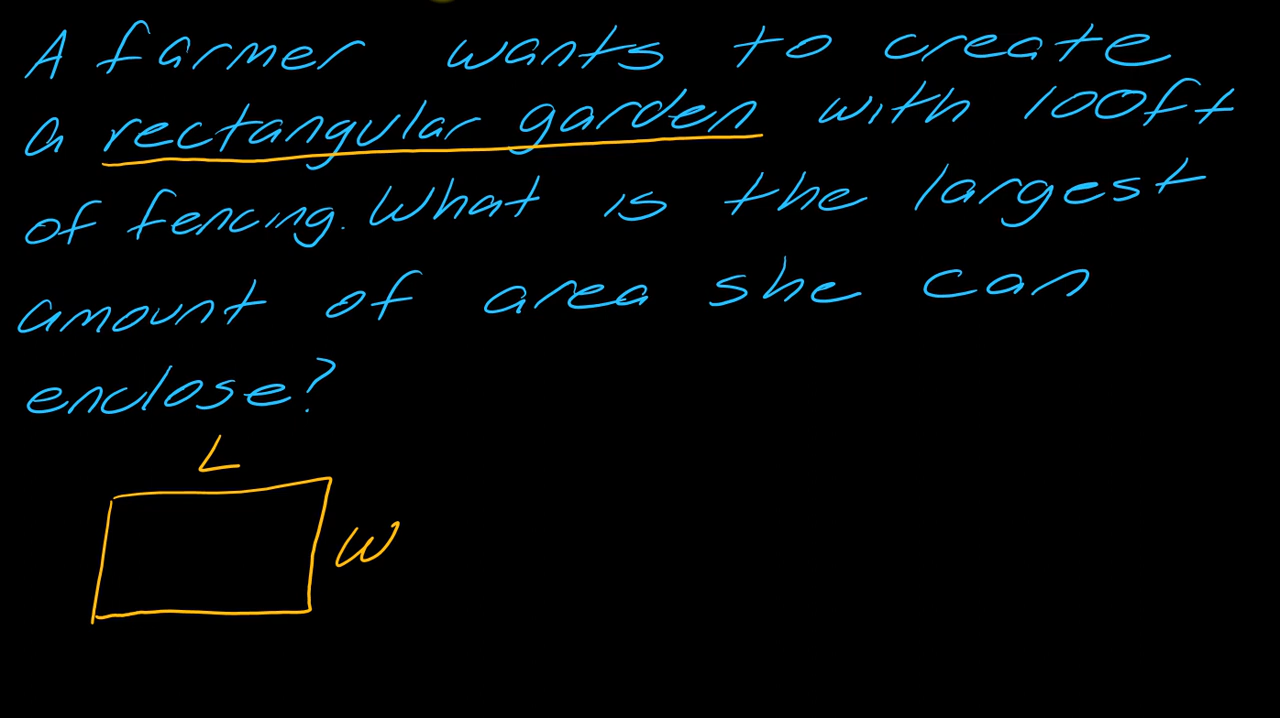 A farmer wants to create
a rectangular garden with 100ft
of fencing. What is the largest
amount of area she can
enclose?
L
W